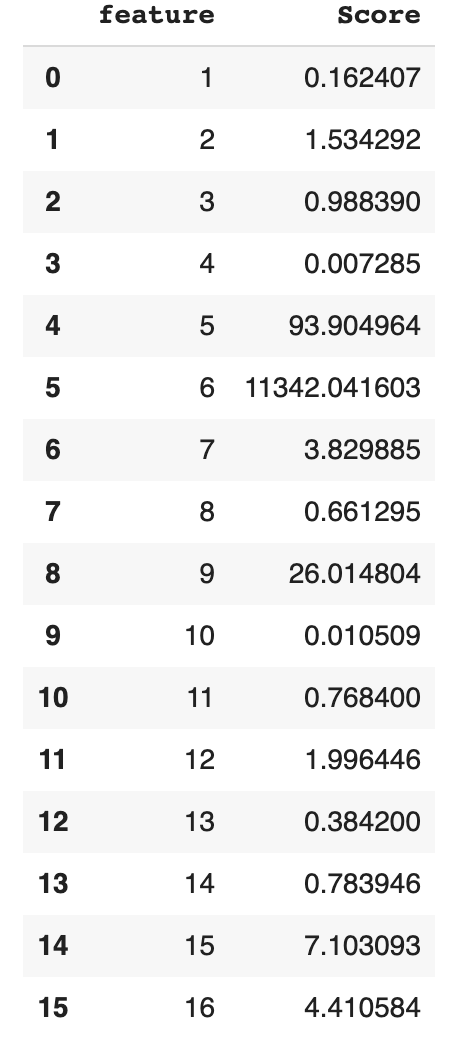 feature Score
0 1 0.162407
1 2 1.534292
2 3 0.988390
3 4 0.007285
4 5 93.904964
5 6 11342.041603
6 7 3.829885
7 8 0.661295
8 9 26.014804
9 10 0.010509
10 11 0.768400
11 12 1.996446
12 13 0.384200
13 14 0.783946
14 15 7.103093
15 16 4.410584